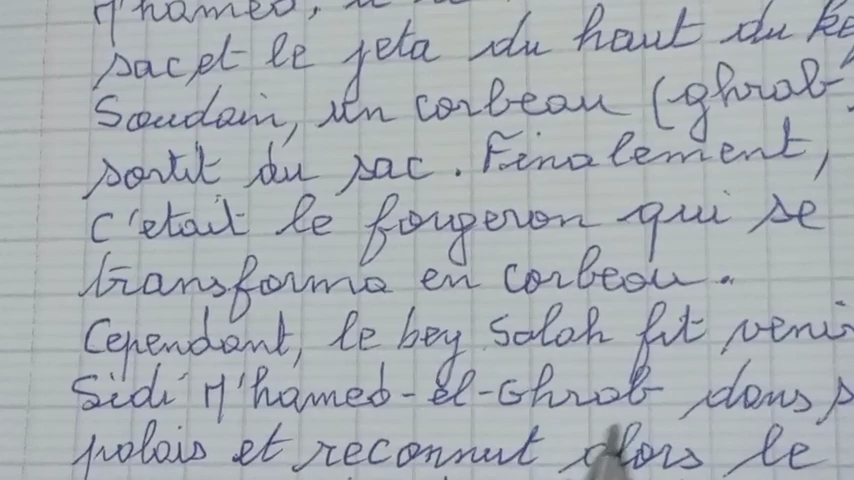 M'hamed,
sac et le jeta du haut du
Soudain, un corbeau (ghrab
sortit du sac. Finalement,
c'etait le forgeron qui se
transforma en corbeau.
Cependant, le bey Salah fit venir
Sidi M'hamed-el-Ghrab dans
palais et reconnut alors le